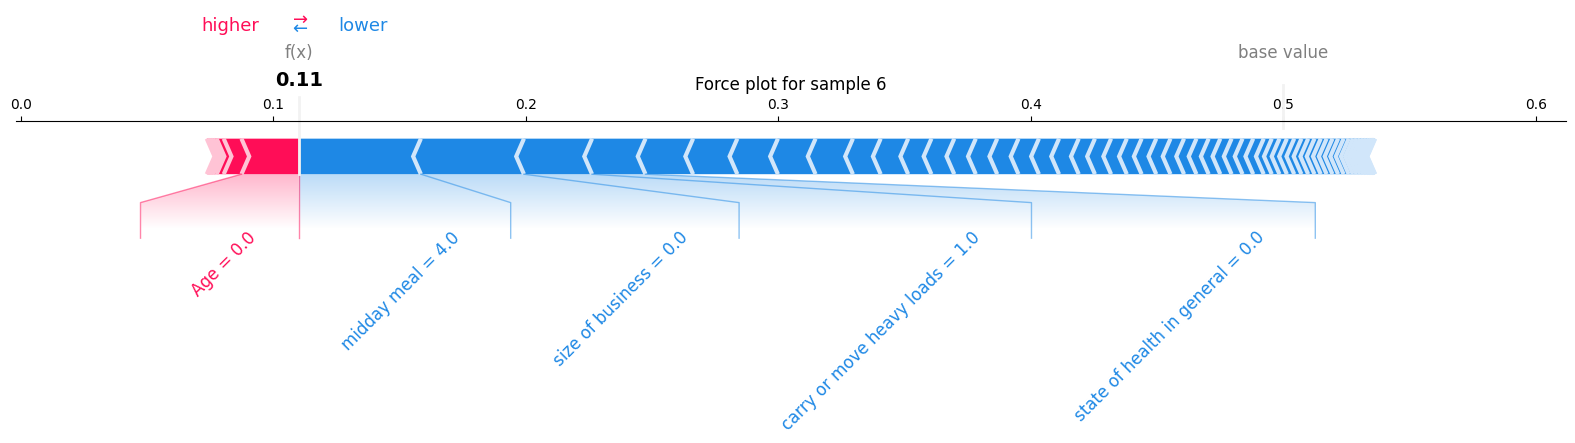 higher ⇄ lower
f(x)
base value
0.11
Force plot for sample 6
0.0 0.1 0.2 0.3 0.4 0.5 0.6
Age = 0.0
midday meal = 4.0
size of business = 0.0
carry or move heavy loads = 1.0
state of health in general = 0.0